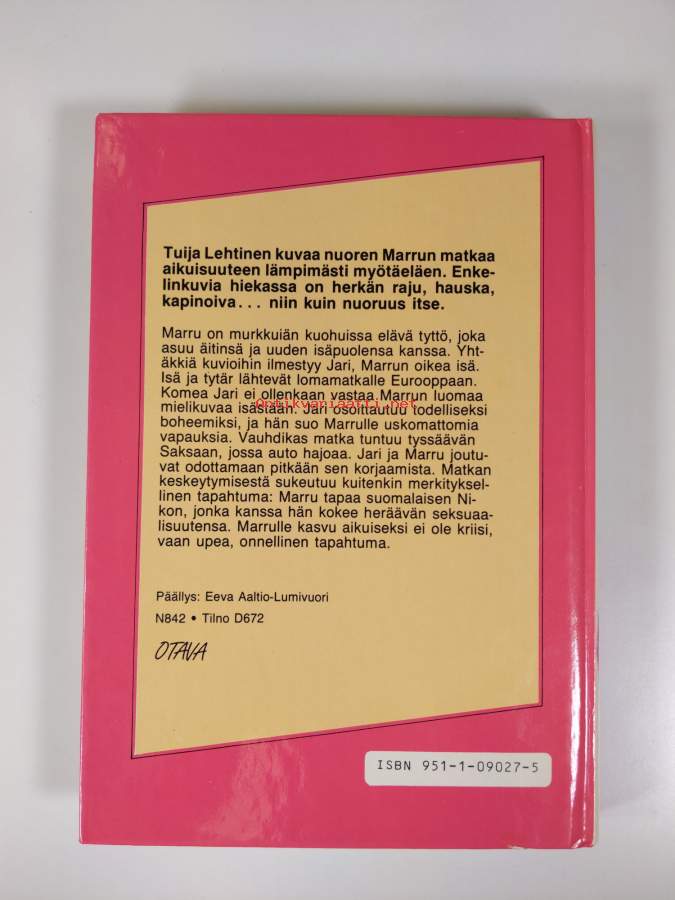 Tuija Lehtinen kuvaa nuoren Marrun matkaa
aikuisuuteen lämpimästi myötäeläen. Enke-
linkuvia hiekassa on herkän raju, hauska,
kapinoiva... niin kuin nuoruus itse.
Marru on murkkuiän kuohuissa elävä tyttö, joka
asuu äitinsä ja uuden isäpuolensa kanssa. Yht-
äkkiä kuvioihin ilmestyy Jari, Marrun oikea isä.
Isä ja tytär lähtevät lomamatkalle Eurooppaan.
Komea Jari ei ollenkaan vastaa Marrun luomaa
Optikvariaatti.net
mielikuvaa isästään. Jari osoittautuu todelliseksi
boheemiksi, ja hän suo Marrulle uskomattomia
vapauksia. Vauhdikas matka tuntuu tyssäävän
Saksaan, jossa auto hajoaa. Jari ja Marru joutu-
vat odottamaan pitkään sen korjaamista. Matkan
keskeytymisestä sukeutuu kuitenkin merkityksel-
linen tapahtuma: Marru tapaa suomalaisen Ni-
kon, jonka kanssa hän kokee heräävän seksuaa-
lisuutensa. Marrulle kasvu aikuiseksi ei ole kriisi,
vaan upea, onnellinen tapahtuma.
Päällys: Eeva Aaltio-Lumivuori
N842 • Tilno D672
OTAVA
ISBN 951-1-09027-5